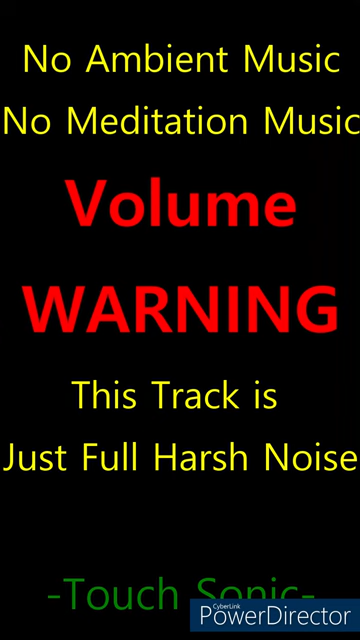 No Ambient Music
No Meditation Music
Volume
WARNING
This Track is
Just Full Harsh Noise
-Touch Sonic-
CyberLink
PowerDirector